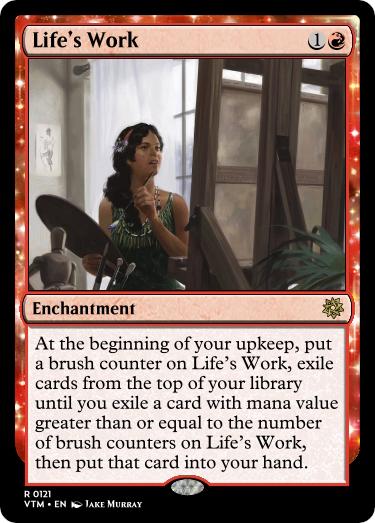 Life's Work 1
Enchantment
At the beginning of your upkeep, put
a brush counter on Life's Work, exile
cards from the top of your library
until you exile a card with mana value
greater than or equal to the number
of brush counters on Life's Work,
then put that card into your hand.
R 0121
VTM • EN Jake Murray